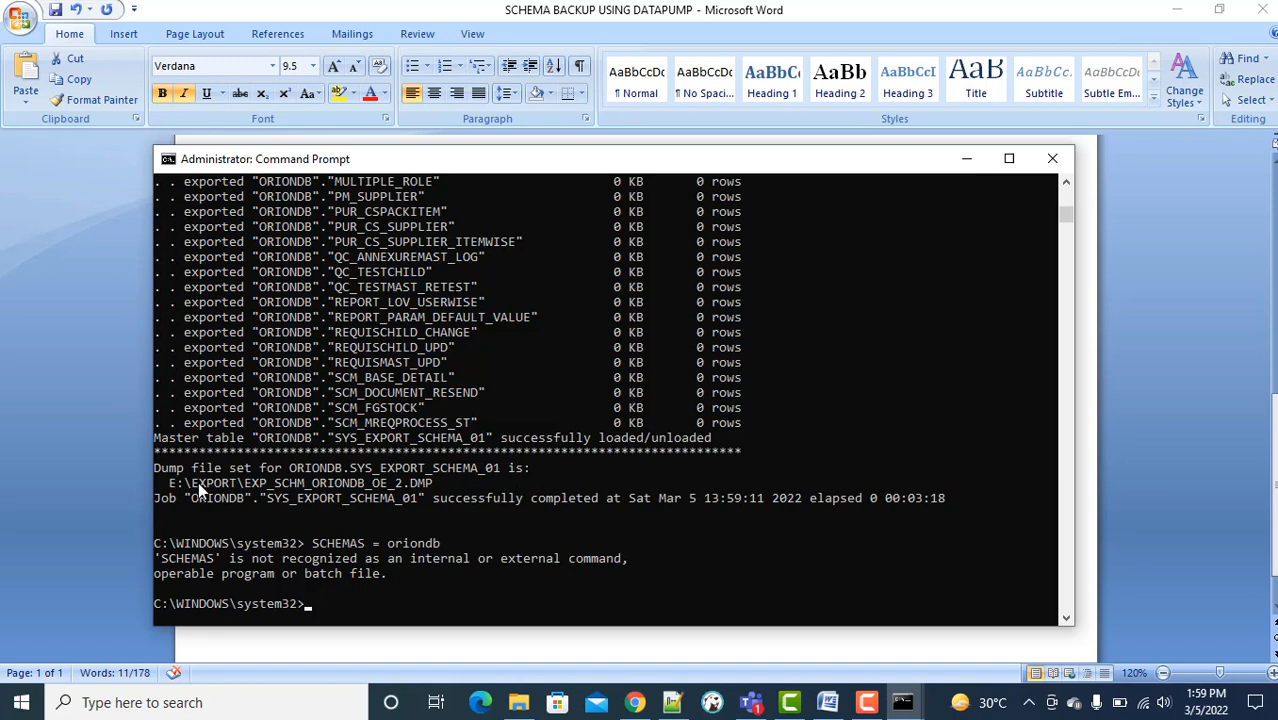 SCHEMA BACKUP USING DATAPUMP - Microsoft Word
Home Insert Page Layout References Mailings Review View
Paste
Cut
Copy
Format Painter
Clipboard
Verdana 9.5
Font
Paragraph
AaBbCcDc AaBbCcDc AaBbC AaBbCc AaBbCcI AaB AaBbCcI AaBbCcDc
¶ Normal ¶ No Spaci... Heading 1 Heading 2 Heading 3 Title Subtitle Subtle Em...
Change Styles
Styles
Find
Replace
Select
Editing
Administrator: Command Prompt
. . exported "ORIONDB"."MULTIPLE_ROLE" 0 KB 0 rows
. . exported "ORIONDB"."PM_SUPPLIER" 0 KB 0 rows
. . exported "ORIONDB"."PUR_CSPACKITEM" 0 KB 0 rows
. . exported "ORIONDB"."PUR_CS_SUPPLIER" 0 KB 0 rows
. . exported "ORIONDB"."PUR_CS_SUPPLIER_ITEMWISE" 0 KB 0 rows
. . exported "ORIONDB"."QC_ANNEXUREMAST_LOG" 0 KB 0 rows
. . exported "ORIONDB"."QC_TESTCHILD" 0 KB 0 rows
. . exported "ORIONDB"."QC_TESTMAST_RETEST" 0 KB 0 rows
. . exported "ORIONDB"."REPORT_LOV_USERWISE" 0 KB 0 rows
. . exported "ORIONDB"."REPORT_PARAM_DEFAULT_VALUE" 0 KB 0 rows
. . exported "ORIONDB"."REQUISCHILD_CHANGE" 0 KB 0 rows
. . exported "ORIONDB"."REQUISCHILD_UPD" 0 KB 0 rows
. . exported "ORIONDB"."REQUISMAST_UPD" 0 KB 0 rows
. . exported "ORIONDB"."SCM_BASE_DETAIL" 0 KB 0 rows
. . exported "ORIONDB"."SCM_DOCUMENT_RESEND" 0 KB 0 rows
. . exported "ORIONDB"."SCM_FGSTOCK" 0 KB 0 rows
. . exported "ORIONDB"."SCM_MREQPROCESS_ST" 0 KB 0 rows
Master table "ORIONDB"."SYS_EXPORT_SCHEMA_01" successfully loaded/unloaded
******************************************************************************
Dump file set for ORIONDB.SYS_EXPORT_SCHEMA_01 is:
E:\EXPORT\EXP_SCHM_ORIONDB_OE_2.DMP
Job "ORIONDB"."SYS_EXPORT_SCHEMA_01" successfully completed at Sat Mar 5 13:59:11 2022 elapsed 0 00:03:18
C:\WINDOWS\system32> SCHEMAS = oriondb
'SCHEMAS' is not recognized as an internal or external command,
operable program or batch file.
C:\WINDOWS\system32>
Page: 1 of 1 Words: 11/178 120%
Type here to search 30°C 1:59 PM
3/5/2022